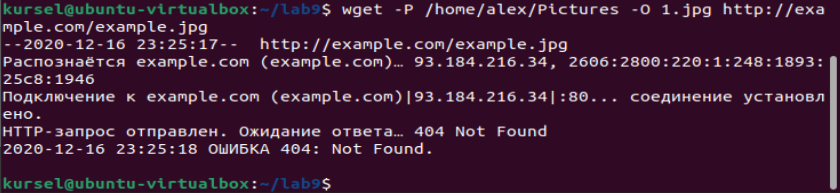 kursel@ubuntu-virtualbox:~/lab9$ wget -P /home/alex/Pictures -O 1.jpg http://exa
mple.com/example.jpg
--2020-12-16 23:25:17--  http://example.com/example.jpg
Распознаётся example.com (example.com)… 93.184.216.34, 2606:2800:220:1:248:1893:
25c8:1946
Подключение к example.com (example.com)|93.184.216.34|:80... соединение установл
ено.
HTTP-запрос отправлен. Ожидание ответа… 404 Not Found
2020-12-16 23:25:18 ОШИБКА 404: Not Found.
kursel@ubuntu-virtualbox:~/lab9$